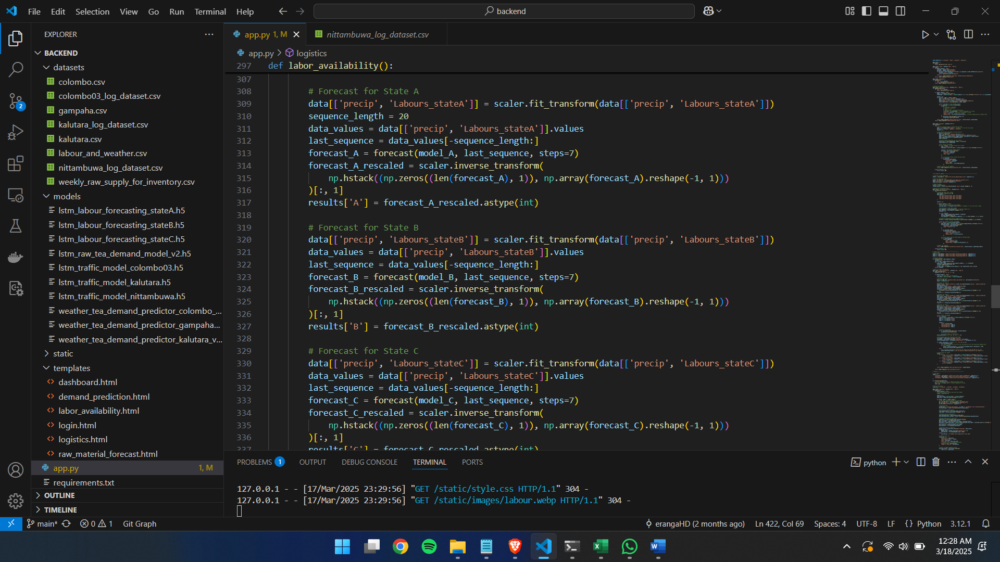 File Edit Selection View Go Run Terminal Help
backend
EXPLORER
BACKEND
datasets
colombo.csv
colombo03_log_dataset.csv
gampaha.csv
kalutara_log_dataset.csv
kalutara.csv
labour_and_weather.csv
nittambuwa_log_dataset.csv
weekly_raw_supply_for_inventory.csv
models
lstm_labour_forecasting_stateA.h5
lstm_labour_forecasting_stateB.h5
lstm_labour_forecasting_stateC.h5
lstm_raw_tea_demand_model_v2.h5
lstm_traffic_model_colombo03.h5
lstm_traffic_model_kalutara.h5
lstm_traffic_model_nittambuwa.h5
weather_tea_demand_predictor_colombo_...
weather_tea_demand_predictor_gampaha...
weather_tea_demand_predictor_kalutara_v...
static
templates
dashboard.html
demand_prediction.html
labor_availability.html
login.html
logistics.html
raw_material_forecast.html
app.py 1, M
requirements.txt
OUTLINE
TIMELINE
2
app.py 1, M
nittambuwa_log_dataset.csv
app.py > logistics
297 def labor_availability():
307
308 # Forecast for State A
309 data[['precip', 'Labours_stateA']] = scaler.fit_transform(data[['precip', 'Labours_stateA']])
310 sequence_length = 20
311 data_values = data[['precip', 'Labours_stateA']].values
312 last_sequence = data_values[-sequence_length:]
313 forecast_A = forecast(model_A, last_sequence, steps=7)
314 forecast_A_rescaled = scaler.inverse_transform(
315 np.hstack((np.zeros((len(forecast_A), 1)), np.array(forecast_A).reshape(-1, 1)))
316 )[:, 1]
317 results['A'] = forecast_A_rescaled.astype(int)
318
319 # Forecast for State B
320 data[['precip', 'Labours_stateB']] = scaler.fit_transform(data[['precip', 'Labours_stateB']])
321 data_values = data[['precip', 'Labours_stateB']].values
322 last_sequence = data_values[-sequence_length:]
323 forecast_B = forecast(model_B, last_sequence, steps=7)
324 forecast_B_rescaled = scaler.inverse_transform(
325 np.hstack((np.zeros((len(forecast_B), 1)), np.array(forecast_B).reshape(-1, 1)))
326 )[:, 1]
327 results['B'] = forecast_B_rescaled.astype(int)
328
329 # Forecast for State C
330 data[['precip', 'Labours_stateC']] = scaler.fit_transform(data[['precip', 'Labours_stateC']])
331 data_values = data[['precip', 'Labours_stateC']].values
332 last_sequence = data_values[-sequence_length:]
333 forecast_C = forecast(model_C, last_sequence, steps=7)
334 forecast_C_rescaled = scaler.inverse_transform(
335 np.hstack((np.zeros((len(forecast_C), 1)), np.array(forecast_C).reshape(-1, 1)))
336 )[:, 1]
337 results['C'] = forecast_C_rescaled.astype(int)
PROBLEMS 1 OUTPUT DEBUG CONSOLE TERMINAL PORTS
python
127.0.0.1 - - [17/Mar/2025 23:29:56] "GET /static/style.css HTTP/1.1" 304 -
127.0.0.1 - - [17/Mar/2025 23:29:56] "GET /static/images/labour.webp HTTP/1.1" 304 -
main* 0 1 Git Graph
erangaHD (2 months ago) Ln 422, Col 69 Spaces: 4 UTF-8 LF {} Python 3.12.1
12:28 AM
3/18/2025